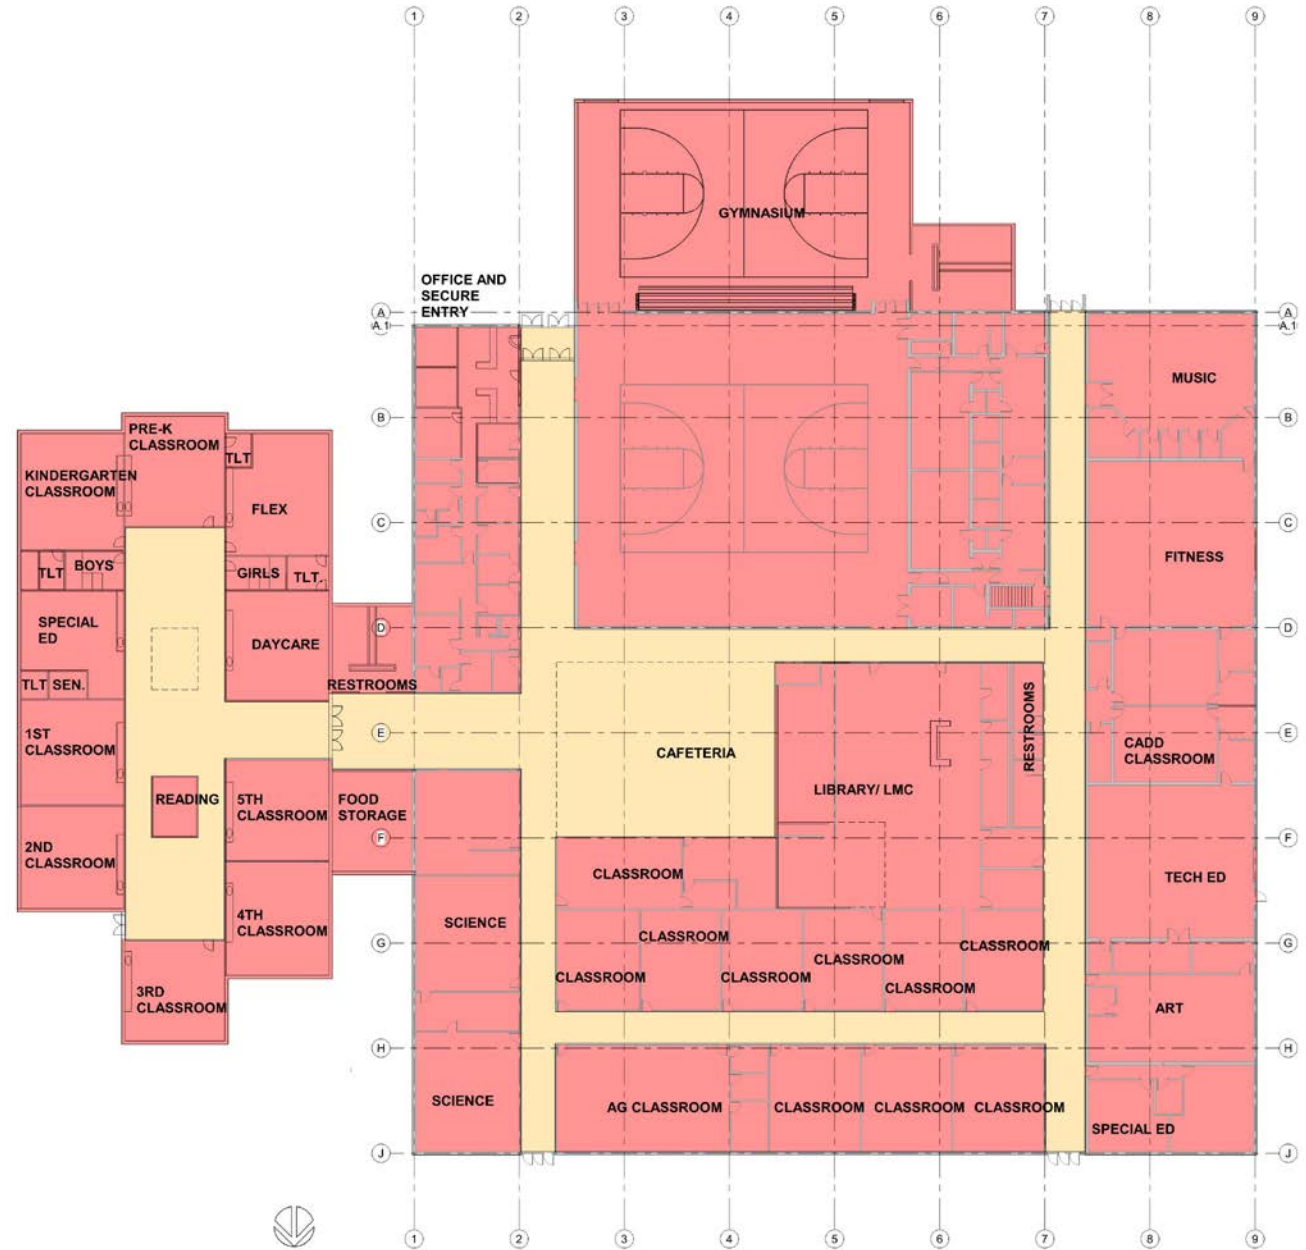 1 2 3 4 5 6 7 8 9
GYMNASIUM
OFFICE AND
SECURE
ENTRY
A A
A.1 A.1
MUSIC
B B
PRE-K
CLASSROOM
TLT
KINDERGARTEN
CLASSROOM
FLEX
C C
FITNESS
BOYS
TLT
GIRLS
TLT.
SPECIAL
ED
D D
DAYCARE
TLT SEN.
RESTROOMS
RESTROOMS
1ST
CLASSROOM
E E
CAFETERIA
CADD
CLASSROOM
LIBRARY/ LMC
READING
5TH
CLASSROOM
FOOD
STORAGE
F F
2ND
CLASSROOM
CLASSROOM
TECH ED
4TH
CLASSROOM
SCIENCE
CLASSROOM
G G
CLASSROOM
CLASSROOM
CLASSROOM
CLASSROOM
CLASSROOM
3RD
CLASSROOM
ART
H H
SCIENCE
AG CLASSROOM
CLASSROOM
CLASSROOM
CLASSROOM
SPECIAL ED
J J
1 2 3 4 5 6 7 8 9